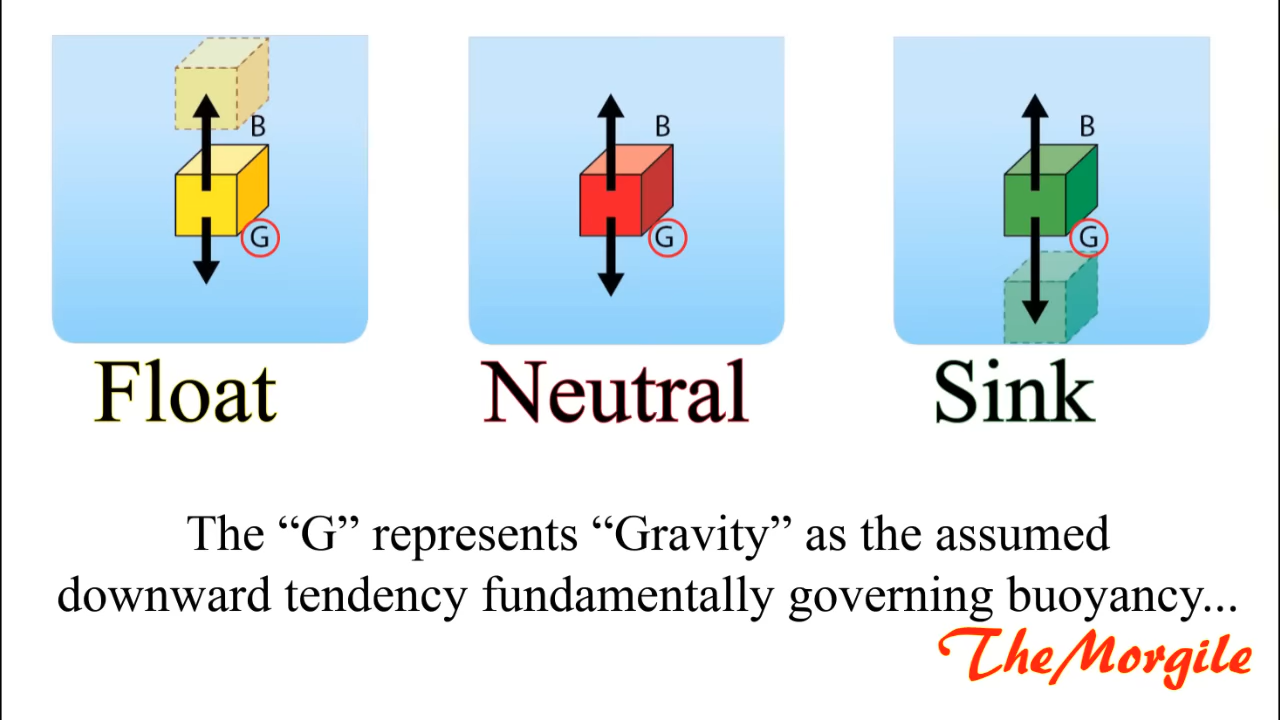 B
G
B
G
B
G
Float
Neutral
Sink
The “G” represents “Gravity” as the assumed
downward tendency fundamentally governing buoyancy...
TheMorgile